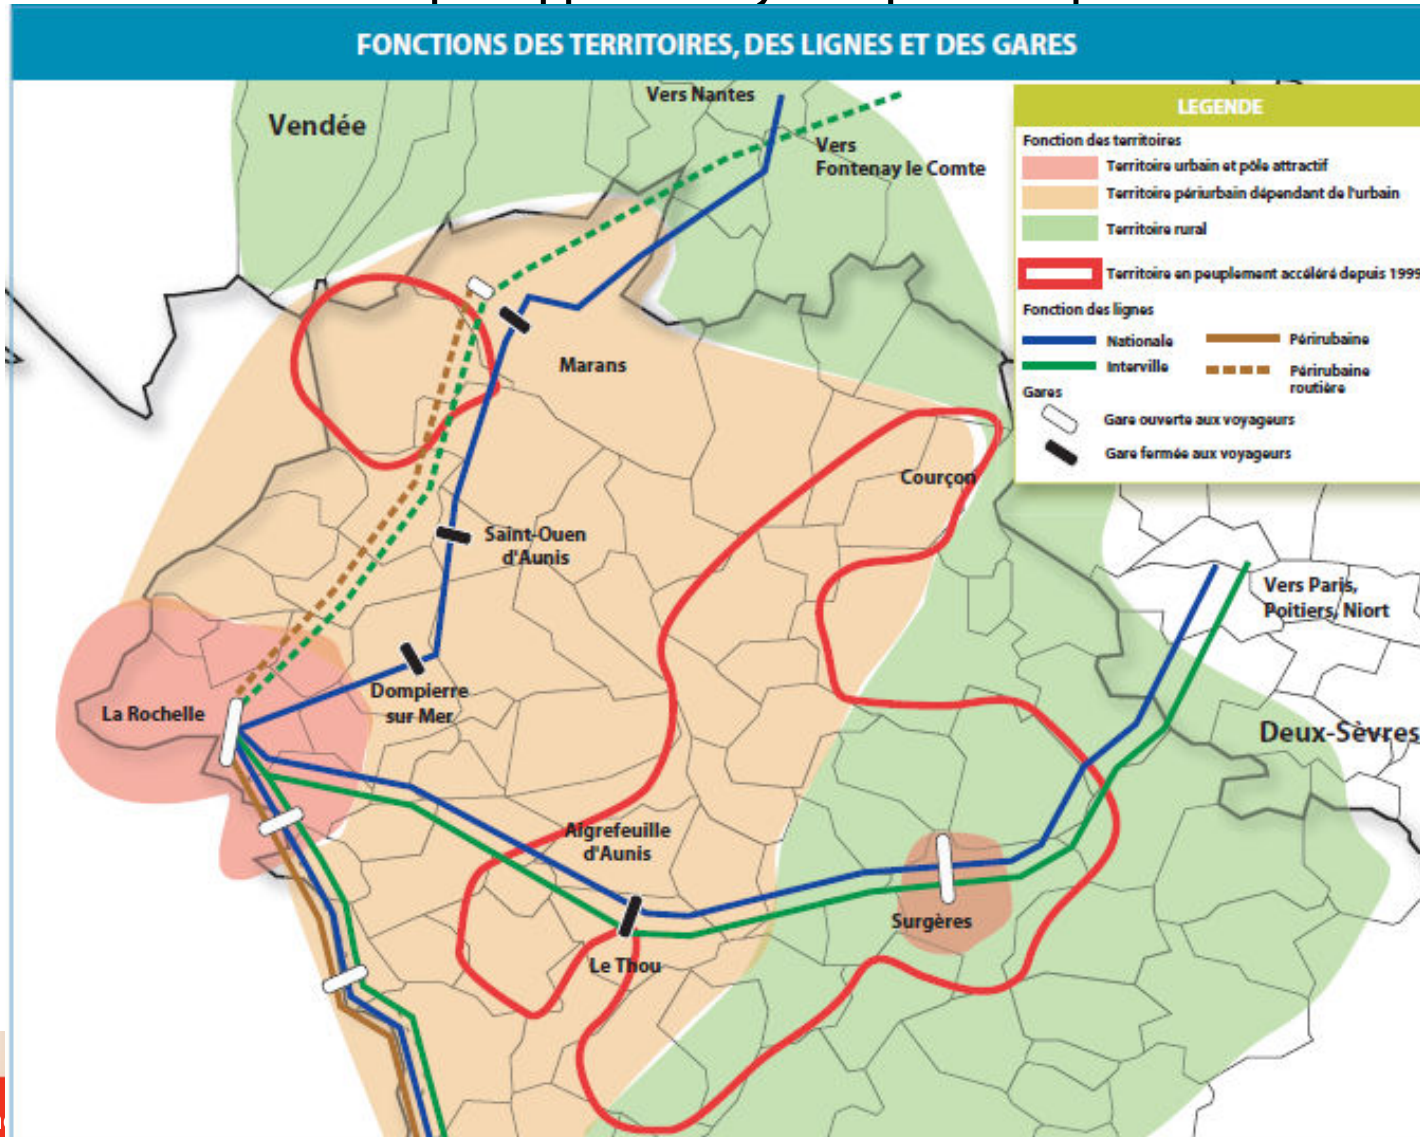 FONCTIONS DES TERRITOIRES, DES LIGNES ET DES GARES
Vendée
Vers Nantes
Vers
Fontenay le Comte
LEGENDE
Fonction des territoires
Territoire urbain et pôle attractif
Territoire périurbain dépendant de l'urbain
Territoire rural
Territoire en peuplement accéléré depuis 1999
Fonction des lignes
Nationale
Interville
Périrubaine
Périrubaine
routière
Gares
Gare ouverte aux voyageurs
Gare fermée aux voyageurs
Marans
Courçon
Saint-Ouen
d'Aunis
Vers Paris,
Poitiers, Niort
Dompierre
sur Mer
La Rochelle
Deux-Sèvres
Aigrefeuille
d'Aunis
Surgères
Le Thou